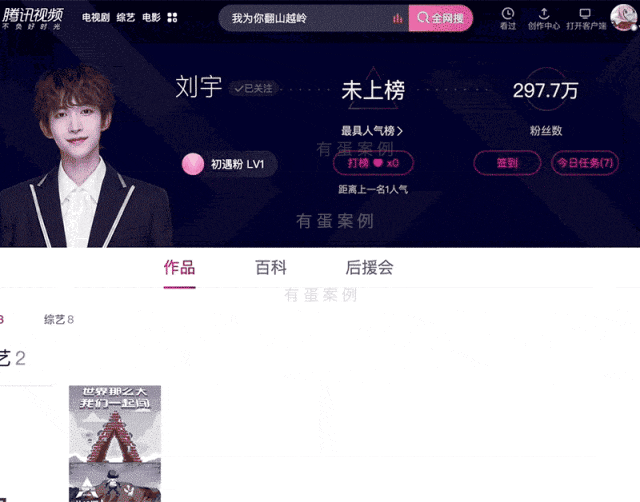 腾讯视频
不负好时光
电视剧 综艺 电影
我为你翻山越岭
全网搜
看过 创作中心 打开客户端
刘宇
已关注
未上榜
297.7万
最具人气榜
粉丝数
有蛋案例
初遇粉 LV1
打榜 x0
签到
今日任务(7)
距离上一名1人气
有蛋案例
作品 百科 后援会
有蛋案例
综艺 8
艺 2
世界那么大
我们一起闯